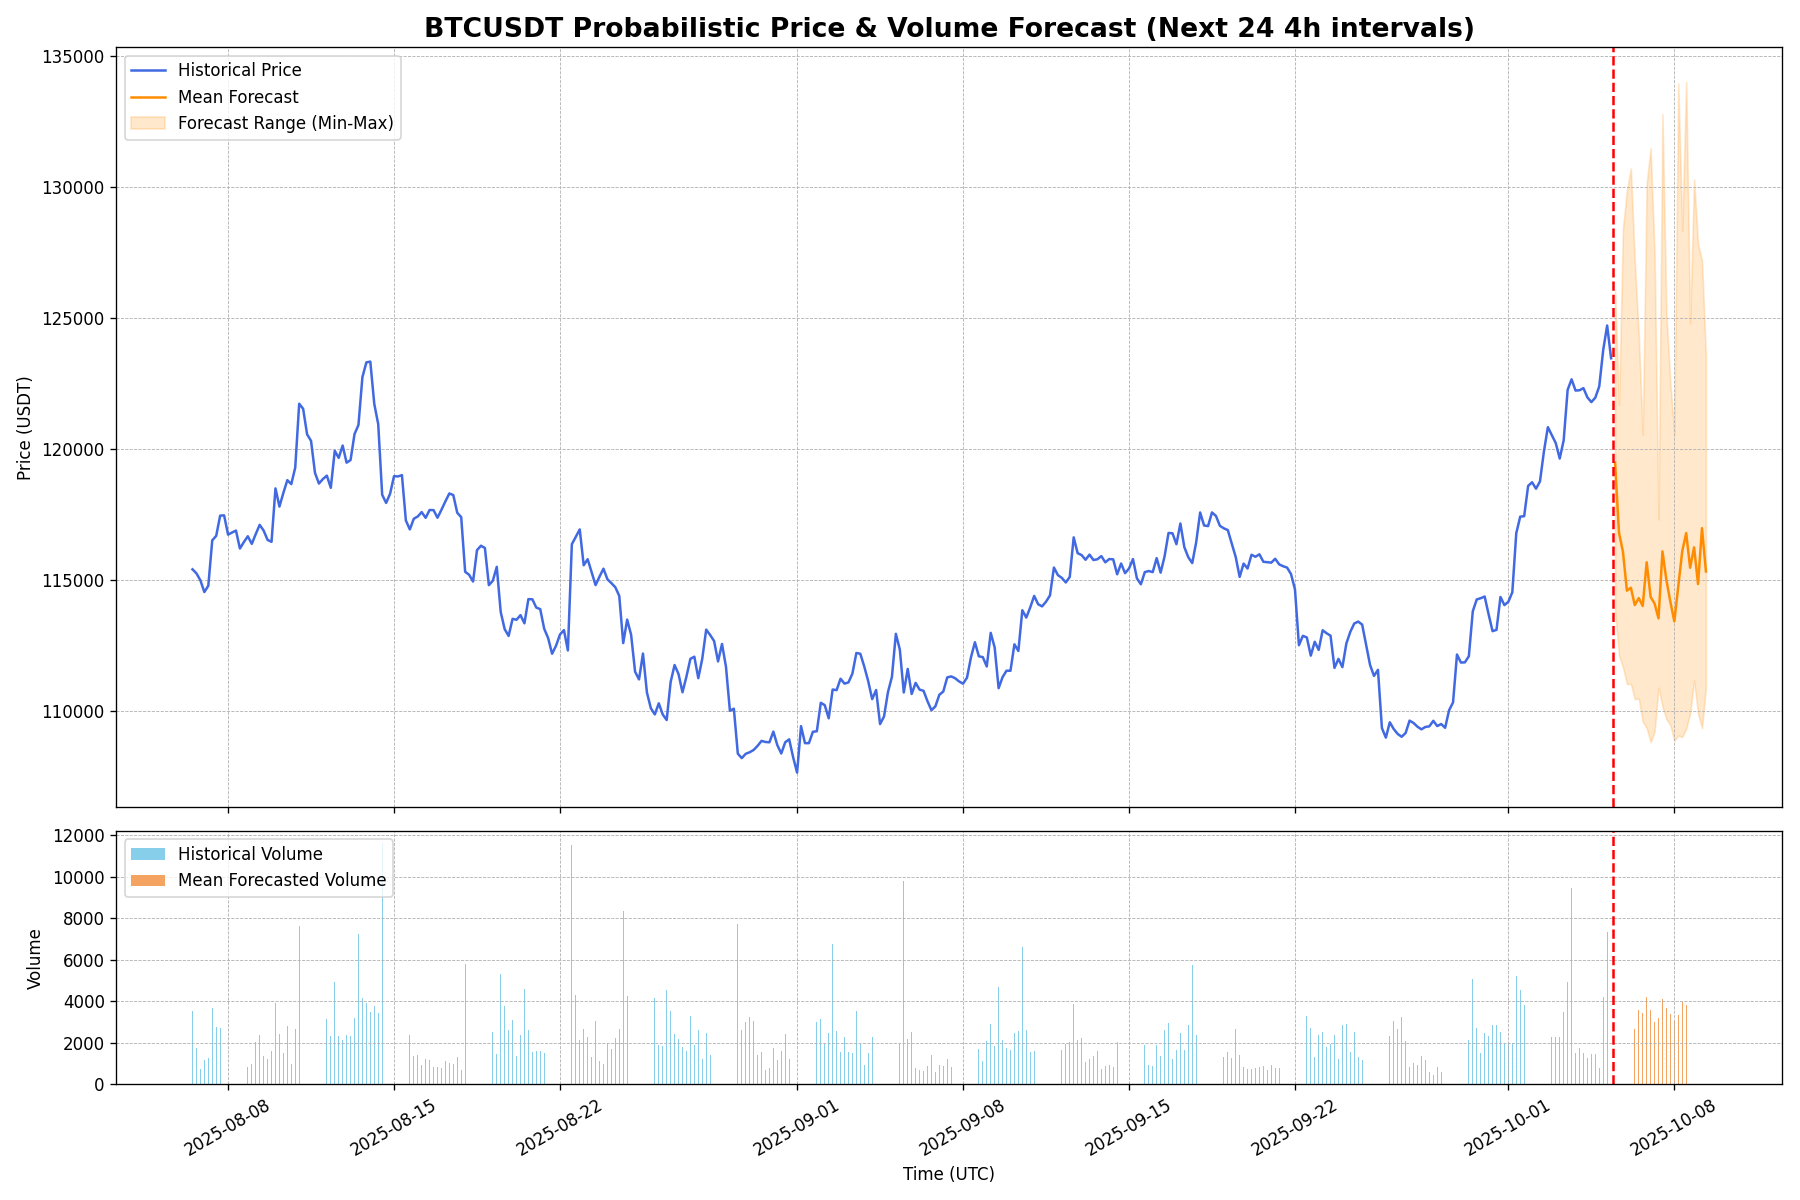 BTCUSDT Probabilistic Price & Volume Forecast (Next 24 4h intervals)
Historical Price
Mean Forecast
Forecast Range (Min-Max)
135000
130000
125000
120000
115000
110000
Price (USDT)
Historical Volume
Mean Forecasted Volume
12000
10000
8000
6000
4000
2000
0
Volume
2025-08-08
2025-08-15
2025-08-22
2025-09-01
2025-09-08
2025-09-15
2025-09-22
2025-10-01
2025-10-08
Time (UTC)